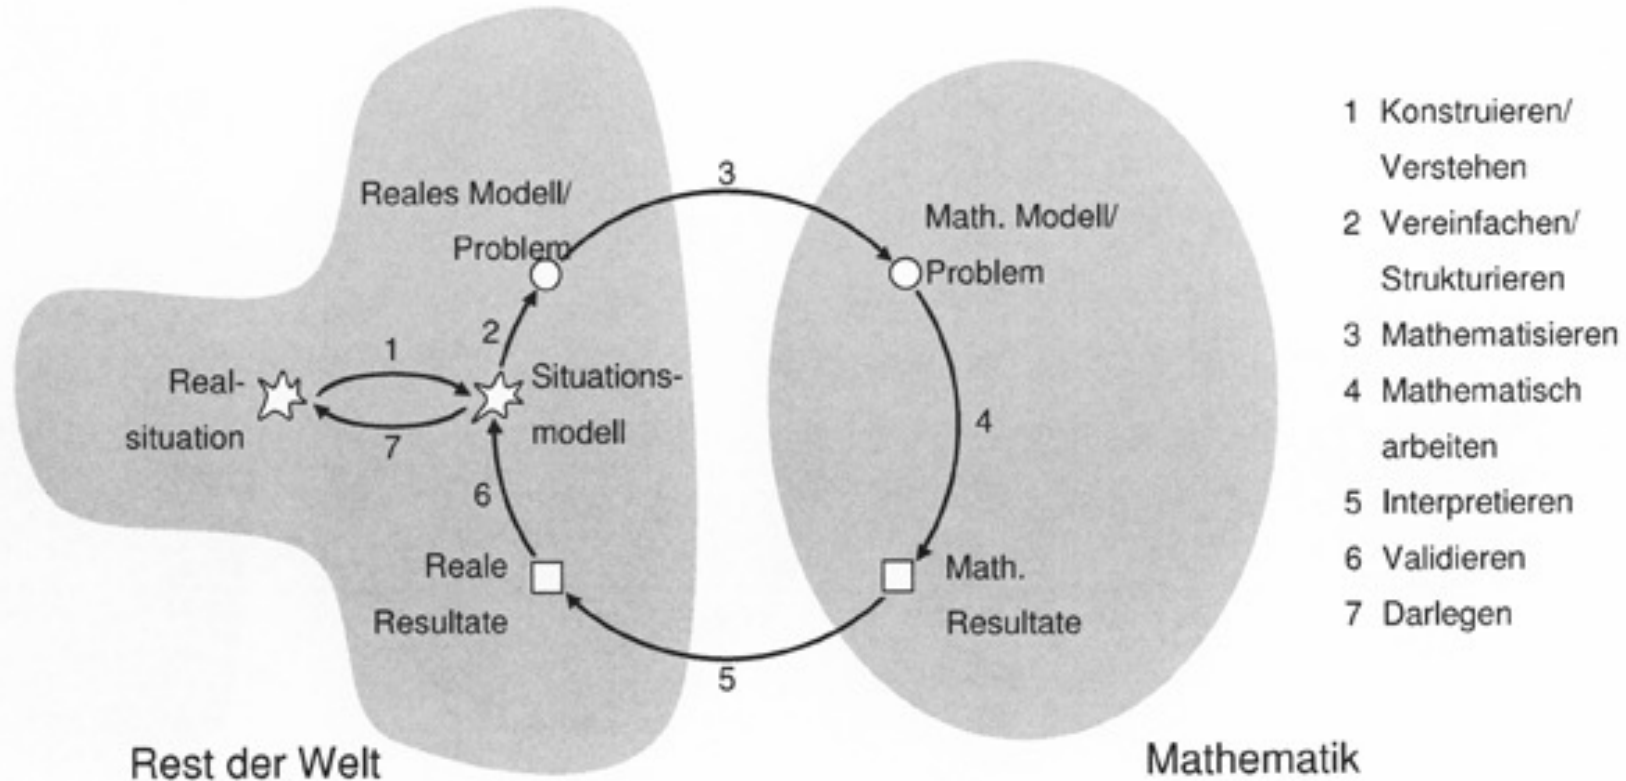 Reales Modell/
Problem
3
Math. Modell/
Problem
1
2
Real-
situation
Situations-
modell
7
4
6
Reale
Resultate
Math.
Resultate
5
Rest der Welt
Mathematik
1 Konstruieren/
Verstehen
2 Vereinfachen/
Strukturieren
3 Mathematisieren
4 Mathematisch
arbeiten
5 Interpretieren
6 Validieren
7 Darlegen